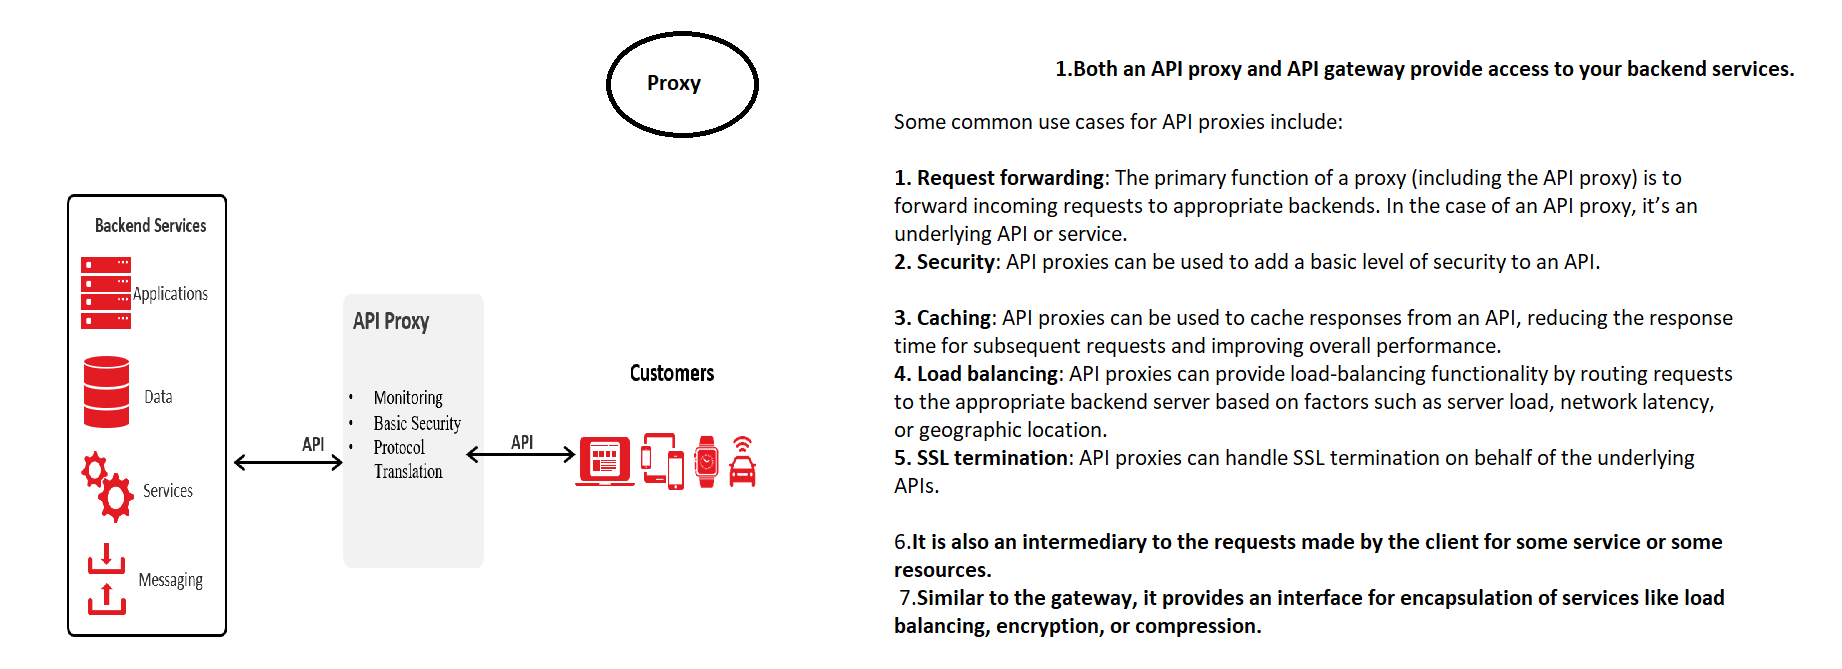 Proxy
Backend Services
Applications
Data
Services
Messaging
API
API Proxy
• Monitoring
• Basic Security
• Protocol
Translation
API
Customers
1.Both an API proxy and API gateway provide access to your backend services.
Some common use cases for API proxies include:
1. Request forwarding: The primary function of a proxy (including the API proxy) is to
forward incoming requests to appropriate backends. In the case of an API proxy, it’s an
underlying API or service.
2. Security: API proxies can be used to add a basic level of security to an API.
3. Caching: API proxies can be used to cache responses from an API, reducing the response
time for subsequent requests and improving overall performance.
4. Load balancing: API proxies can provide load-balancing functionality by routing requests
to the appropriate backend server based on factors such as server load, network latency,
or geographic location.
5. SSL termination: API proxies can handle SSL termination on behalf of the underlying
APIs.
6.It is also an intermediary to the requests made by the client for some service or some
resources.
7.Similar to the gateway, it provides an interface for encapsulation of services like load
balancing, encryption, or compression.